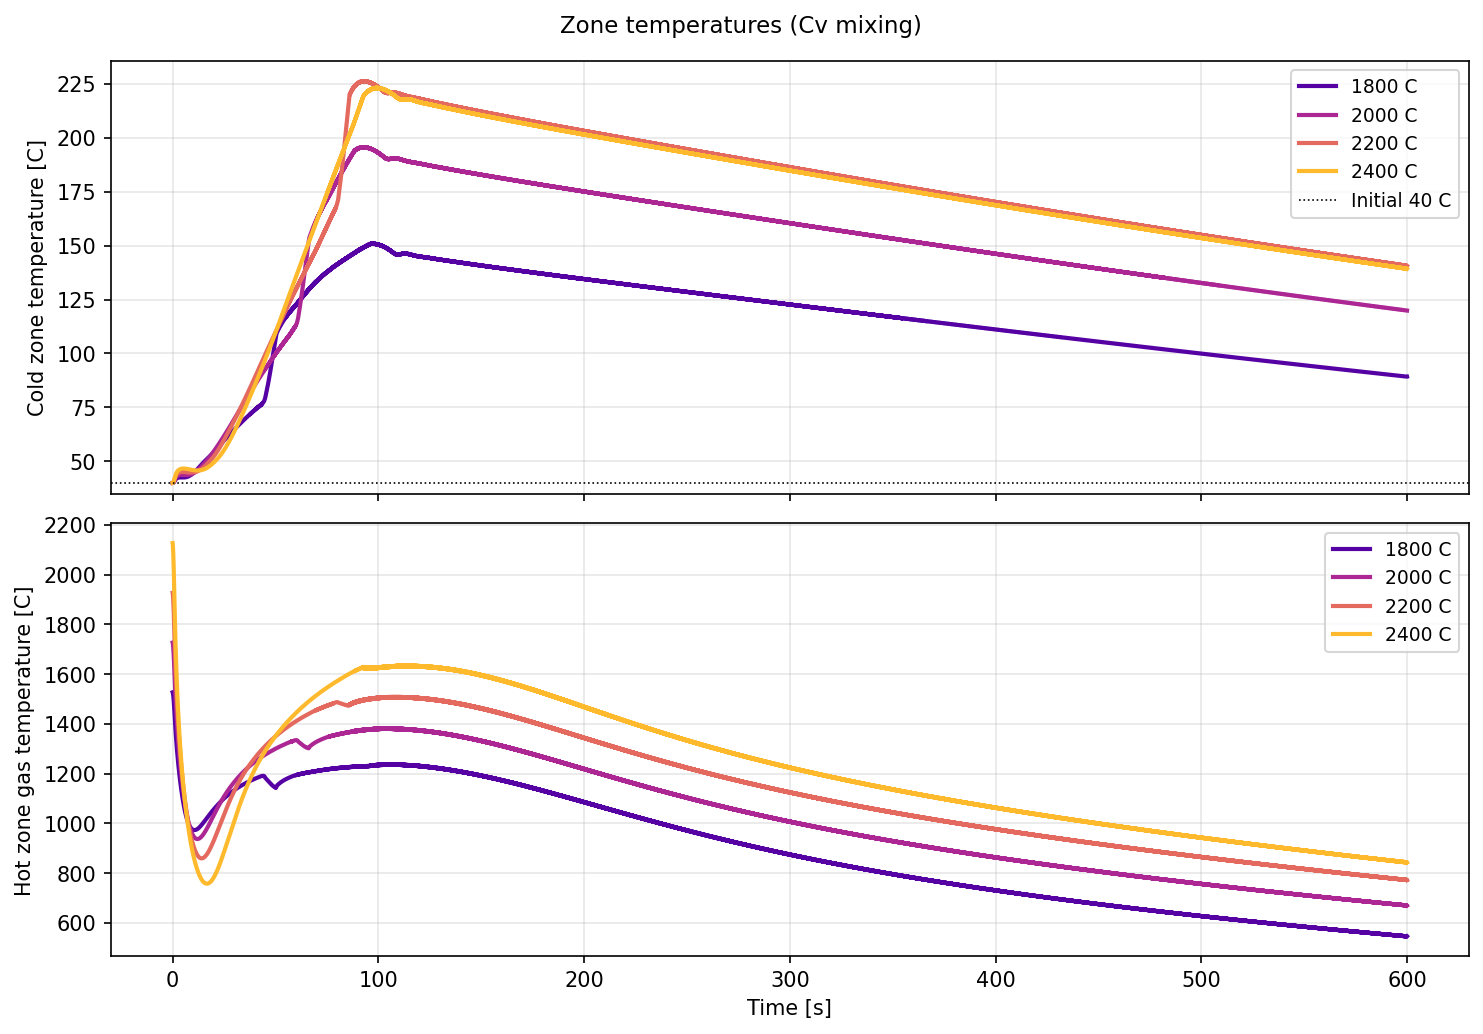 Zone temperatures (Cv mixing)
Cold zone temperature [C]
225
200
175
150
125
100
75
50
1800 C
2000 C
2200 C
2400 C
Initial 40 C
Hot zone gas temperature [C]
2200
2000
1800
1600
1400
1200
1000
800
600
1800 C
2000 C
2200 C
2400 C
0
100
200
300
400
500
600
Time [s]